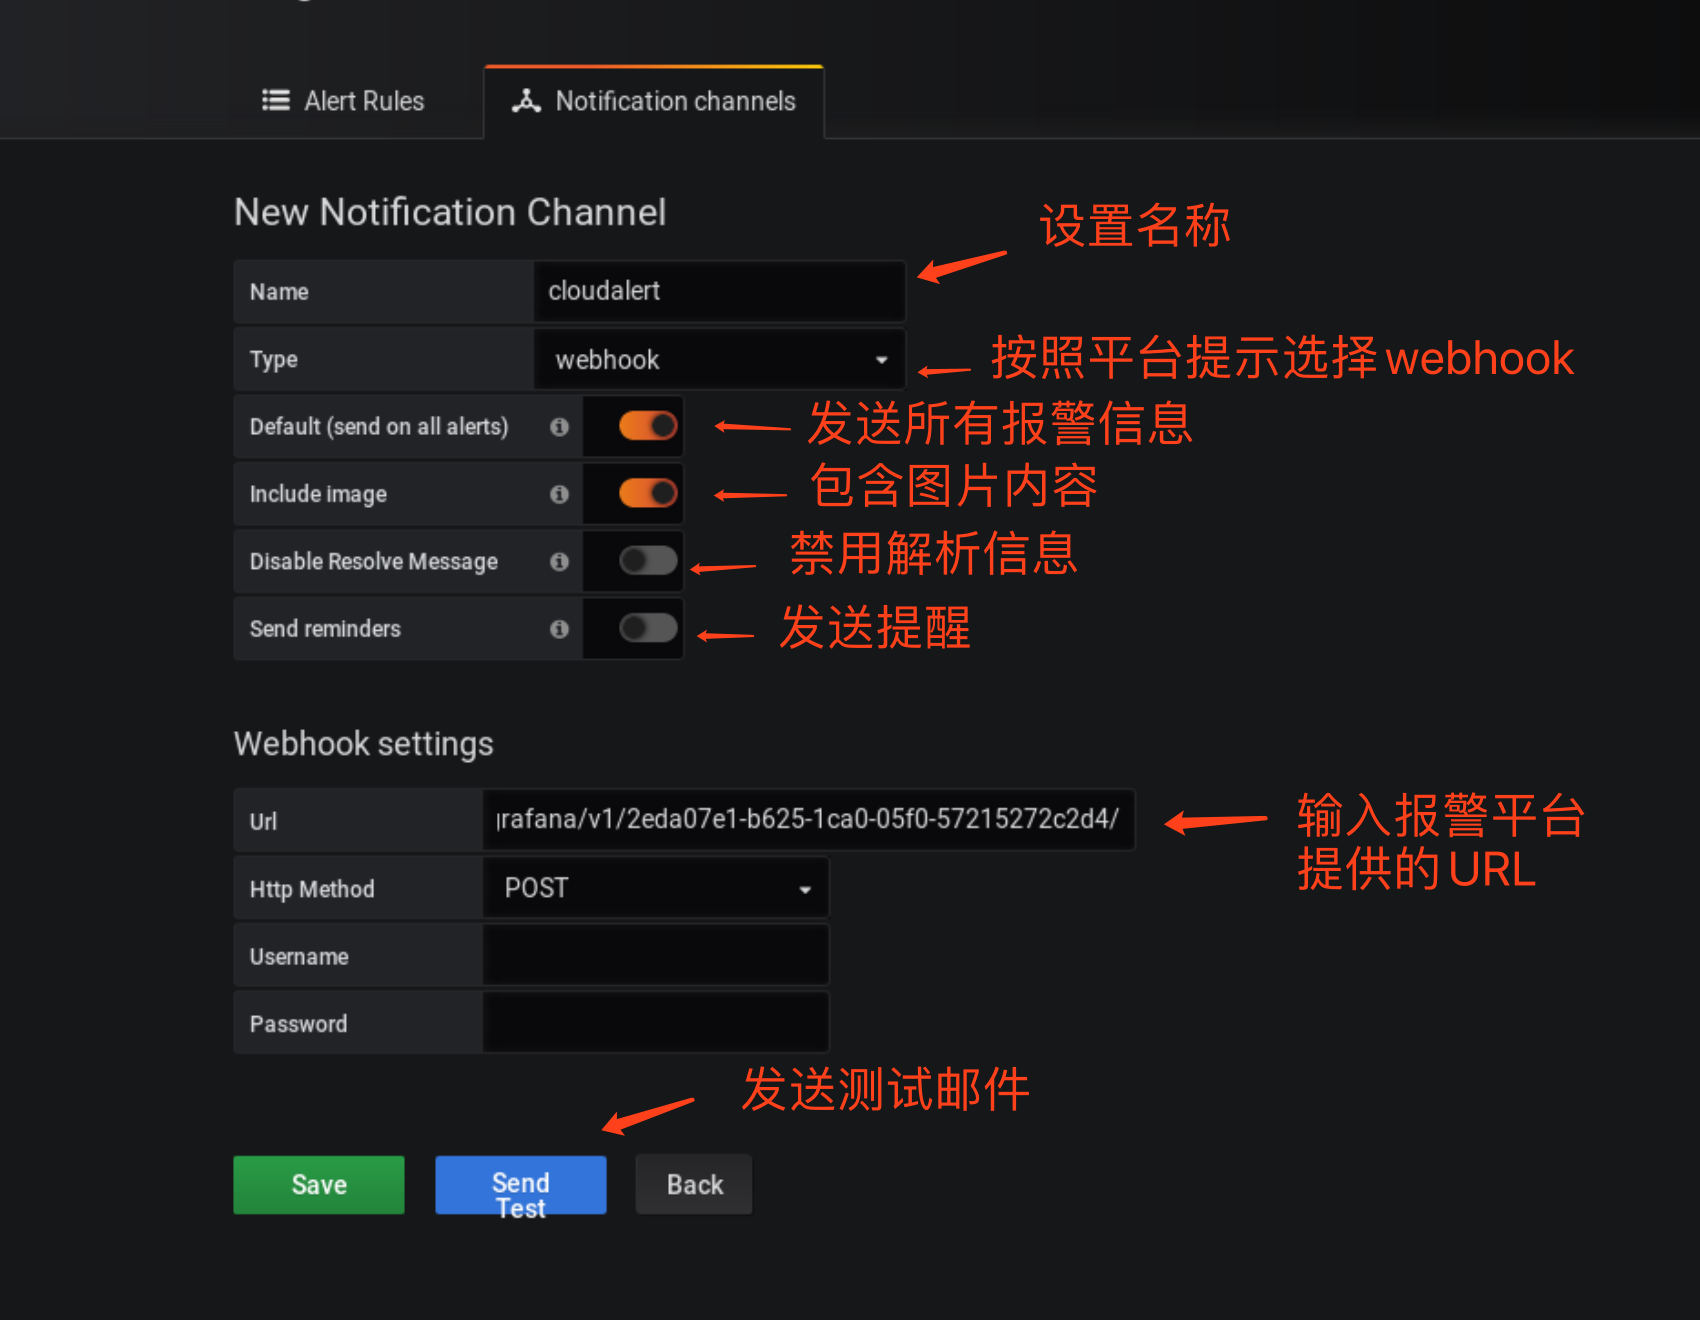 Alert Rules
Notification channels
New Notification Channel
设置名称
Name
cloudalert
Type
webhook
按照平台提示选择webhook
Default (send on all alerts)
发送所有报警信息
Include image
包含图片内容
Disable Resolve Message
禁用解析信息
Send reminders
发送提醒
Webhook settings
Url
rafana/v1/2eda07e1-b625-1ca0-05f0-57215272c2d4/
输入报警平台
提供的URL
Http Method
POST
Username
Password
发送测试邮件
Save
Send
Test
Back